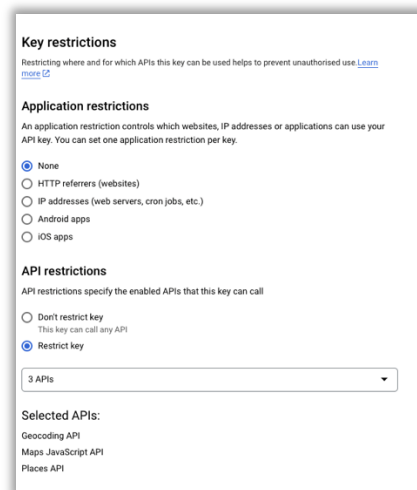 Key restrictions
Restricting where and for which APIs this key can be used helps to prevent unauthorised use.Learn
more
Application restrictions
An application restriction controls which websites, IP addresses or applications can use your
API key. You can set one application restriction per key.
None
HTTP referrers (websites)
IP addresses (web servers, cron jobs, etc.)
Android apps
iOS apps
API restrictions
API restrictions specify the enabled APIs that this key can call
Don't restrict key
This key can call any API
Restrict key
3 APIs
Selected APIs:
Geocoding API
Maps JavaScript API
Places API